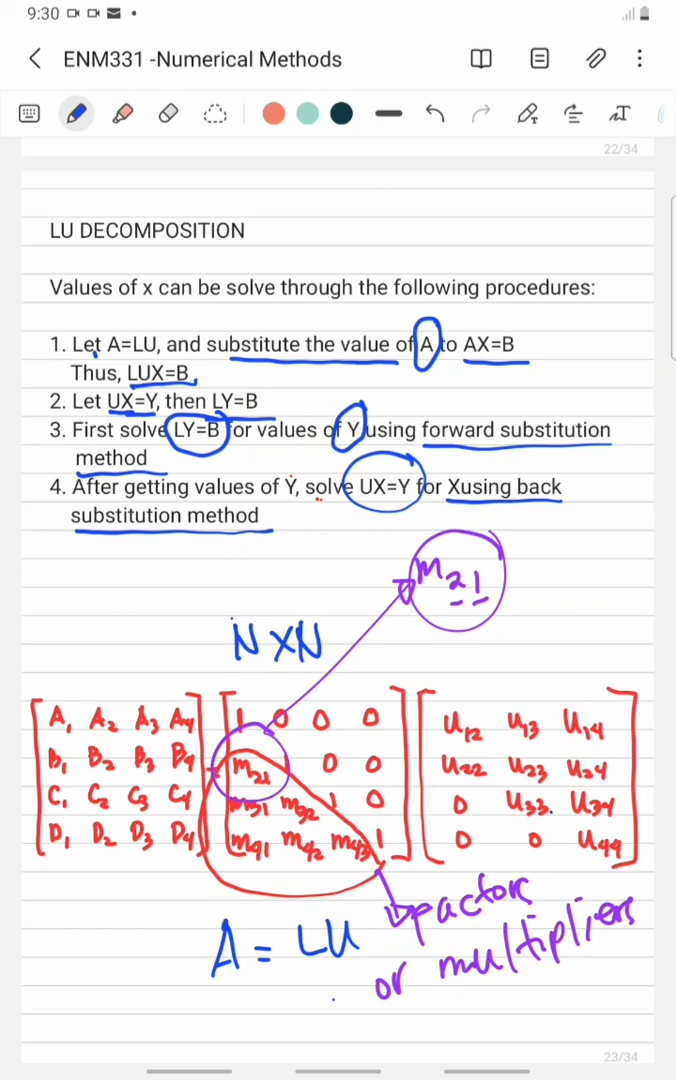 9:30
ENM331 -Numerical Methods
22/34
LU DECOMPOSITION
Values of x can be solve through the following procedures:
1. Let A=LU, and substitute the value of A to AX=B
Thus, LUX=B
2. Let UX=Y, then LY=B
3. First solve LY=B for values of Y using forward substitution
method
4. After getting values of Y, solve UX=Y for Xusing back
substitution method
m21
N X N
A1 A2 A3 A4 1 0 0 0 U12 U13 U14
B1 B2 B3 B4 m21 1 0 0 U22 U23 U24
C1 C2 C3 C4 m31 m32 1 0 0 U33 U34
D1 D2 D3 D4 m41 m42 m43 1 0 0 U44
A = LU
factors
or multipliers
23/34